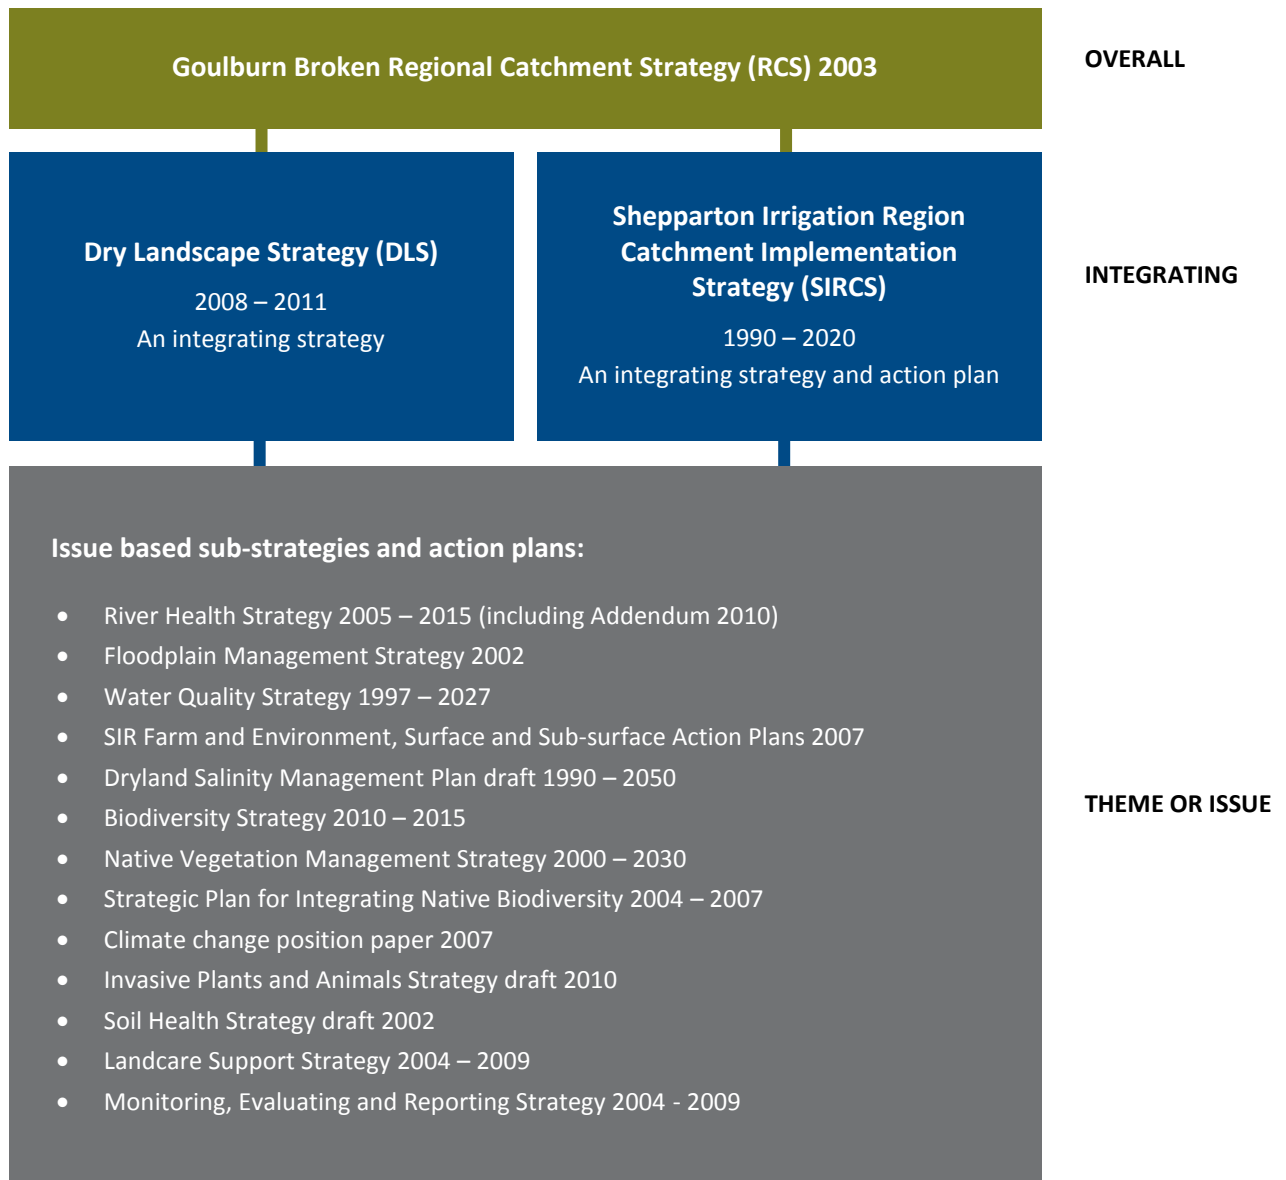 Goulburn Broken Regional Catchment Strategy (RCS) 2003
OVERALL
Dry Landscape Strategy (DLS)
2008 – 2011
An integrating strategy
Shepparton Irrigation Region
Catchment Implementation
Strategy (SIRCS)
1990 – 2020
An integrating strategy and action plan
INTEGRATING
Issue based sub-strategies and action plans:
• River Health Strategy 2005 – 2015 (including Addendum 2010)
• Floodplain Management Strategy 2002
• Water Quality Strategy 1997 – 2027
• SIR Farm and Environment, Surface and Sub-surface Action Plans 2007
• Dryland Salinity Management Plan draft 1990 – 2050
• Biodiversity Strategy 2010 – 2015
• Native Vegetation Management Strategy 2000 – 2030
• Strategic Plan for Integrating Native Biodiversity 2004 – 2007
• Climate change position paper 2007
• Invasive Plants and Animals Strategy draft 2010
• Soil Health Strategy draft 2002
• Landcare Support Strategy 2004 – 2009
• Monitoring, Evaluating and Reporting Strategy 2004 - 2009
THEME OR ISSUE